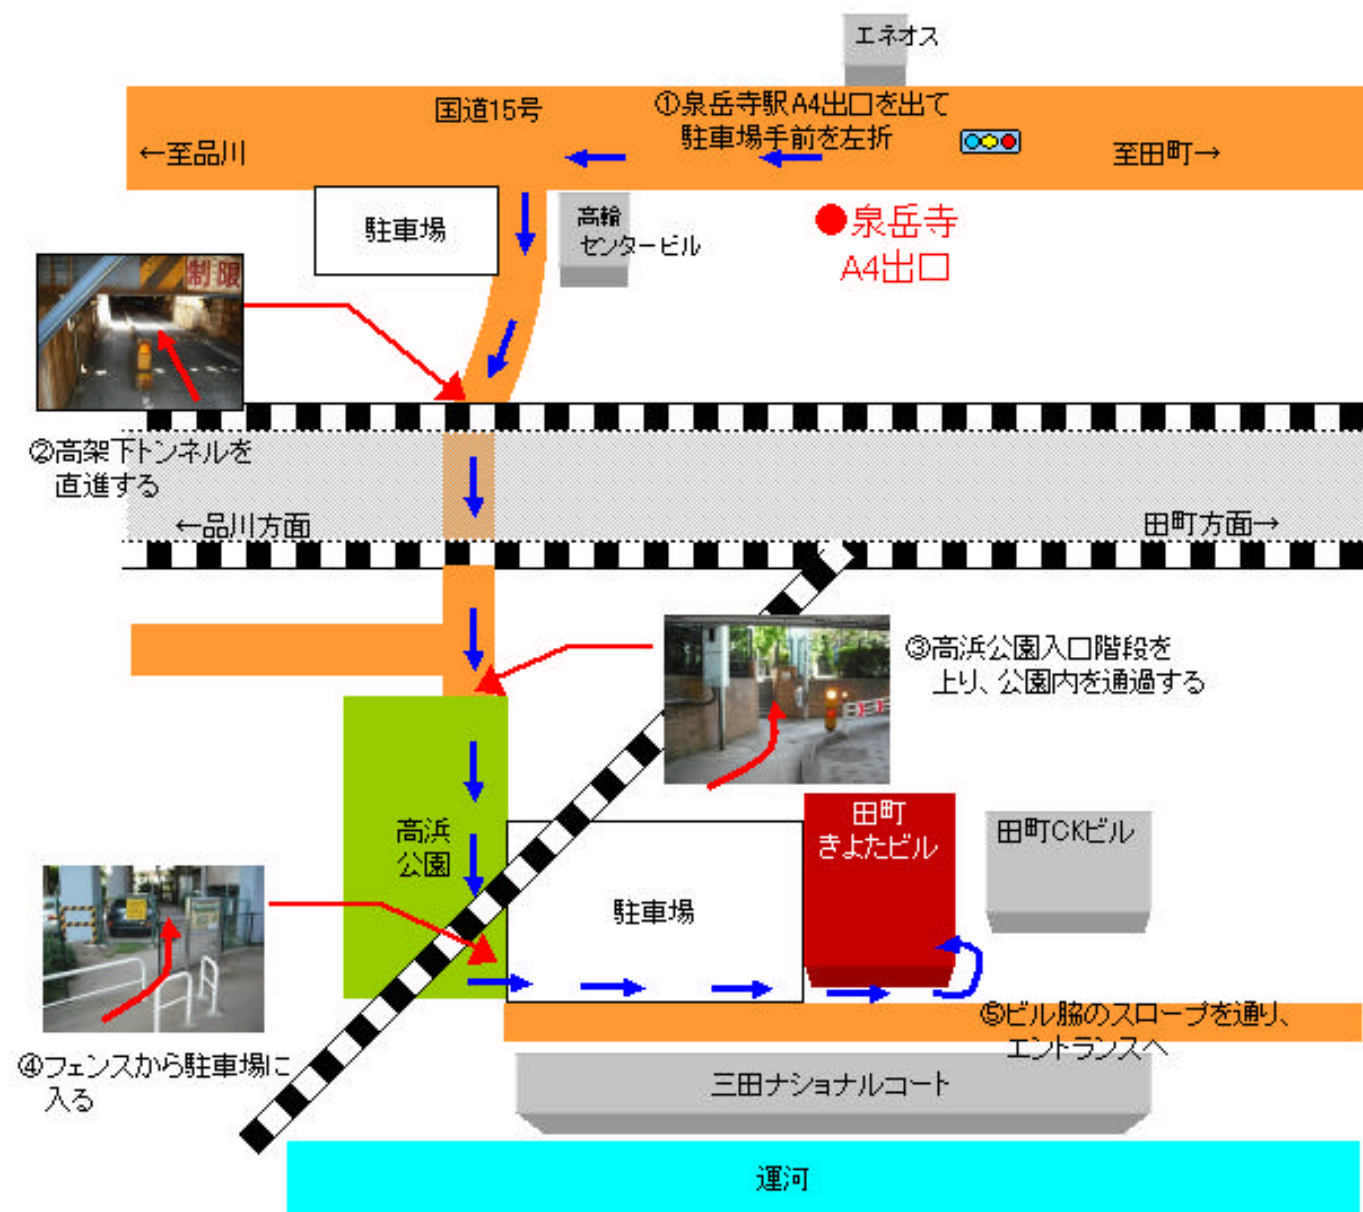 エネオス
国道15号
①泉岳寺駅A4出口を出て
駐車場手前を左折
←至品川
至田町→
駐車場
高輪
センタービル
●泉岳寺
A4出口
制限
②高架下トンネルを
直進する
←品川方面
田町方面→
③高浜公園入口階段を
上り、公園内を通過する
高浜
公園
田町
きよたビル
田町CKビル
駐車場
④フェンスから駐車場に
入る
⑤ビル脇のスロープを通り、
エントランスへ
三田ナショナルコート
運河